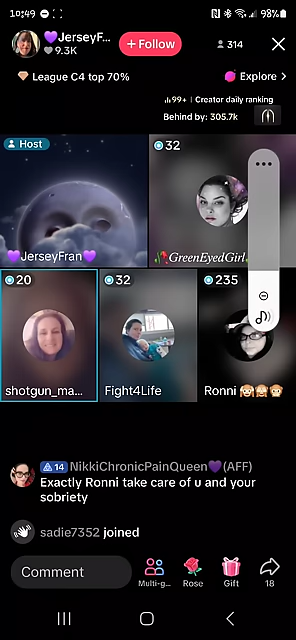 10:49 98%
💜JerseyF...
9.3K
+ Follow
314
League C4 top 70%
Explore >
99+ | Creator daily ranking
Behind by: 305.7k
Host
32
💜JerseyFran💜
🥀GreenEyedGirl
20
32
235
shotgun_ma...
Fight4Life
Ronni 🙈🙊🙉
14 NikkiChronicPainQueen💜(AFF)
Exactly Ronni take care of u and your
sobriety
sadie7352 joined
Comment
Multi-g...
Rose
Gift
18